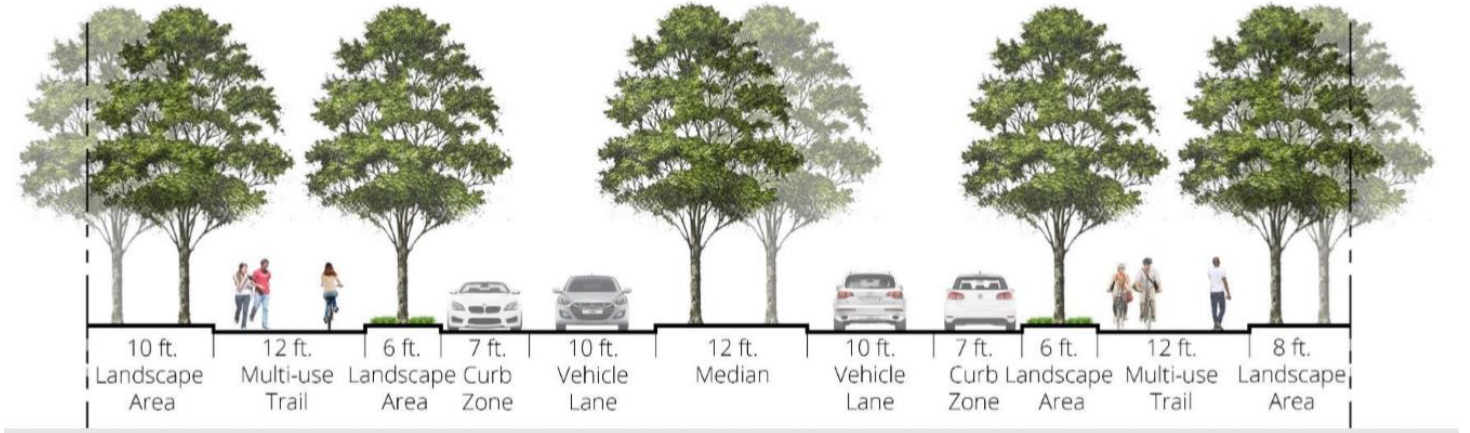 10 ft. 12 ft. 6 ft. 7 ft. 10 ft. 12 ft. 10 ft. 7 ft. 6 ft. 12 ft. 8 ft.
Landscape Multi-use Landscape Curb Vehicle Median Vehicle Curb Landscape Multi-use Landscape
Area Trail Area Zone Lane Lane Zone Area Trail Area